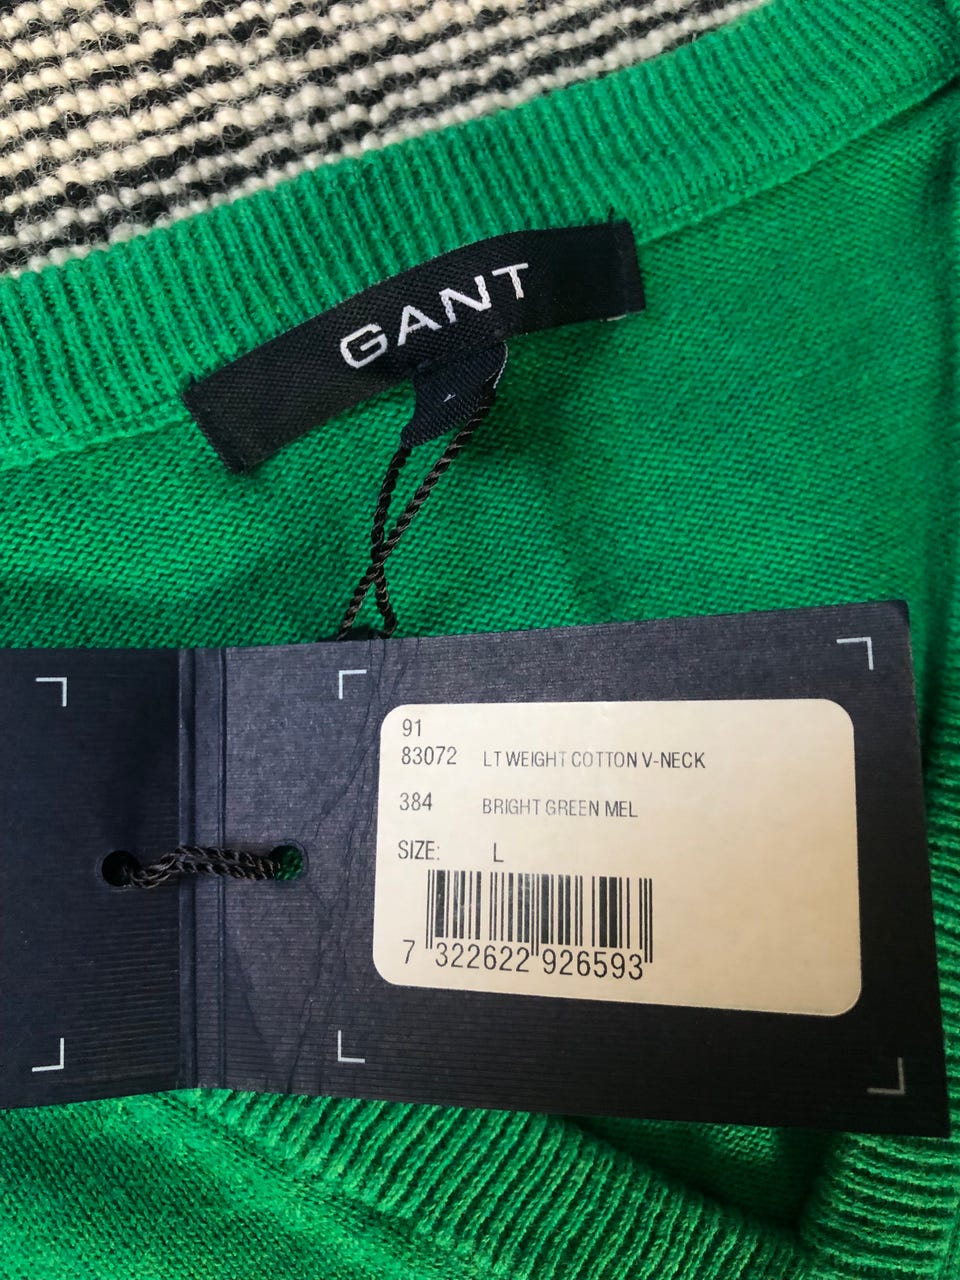 GANT
91
83072 LT WEIGHT COTTON V-NECK
384 BRIGHT GREEN MEL
SIZE: L
7 322622 926593